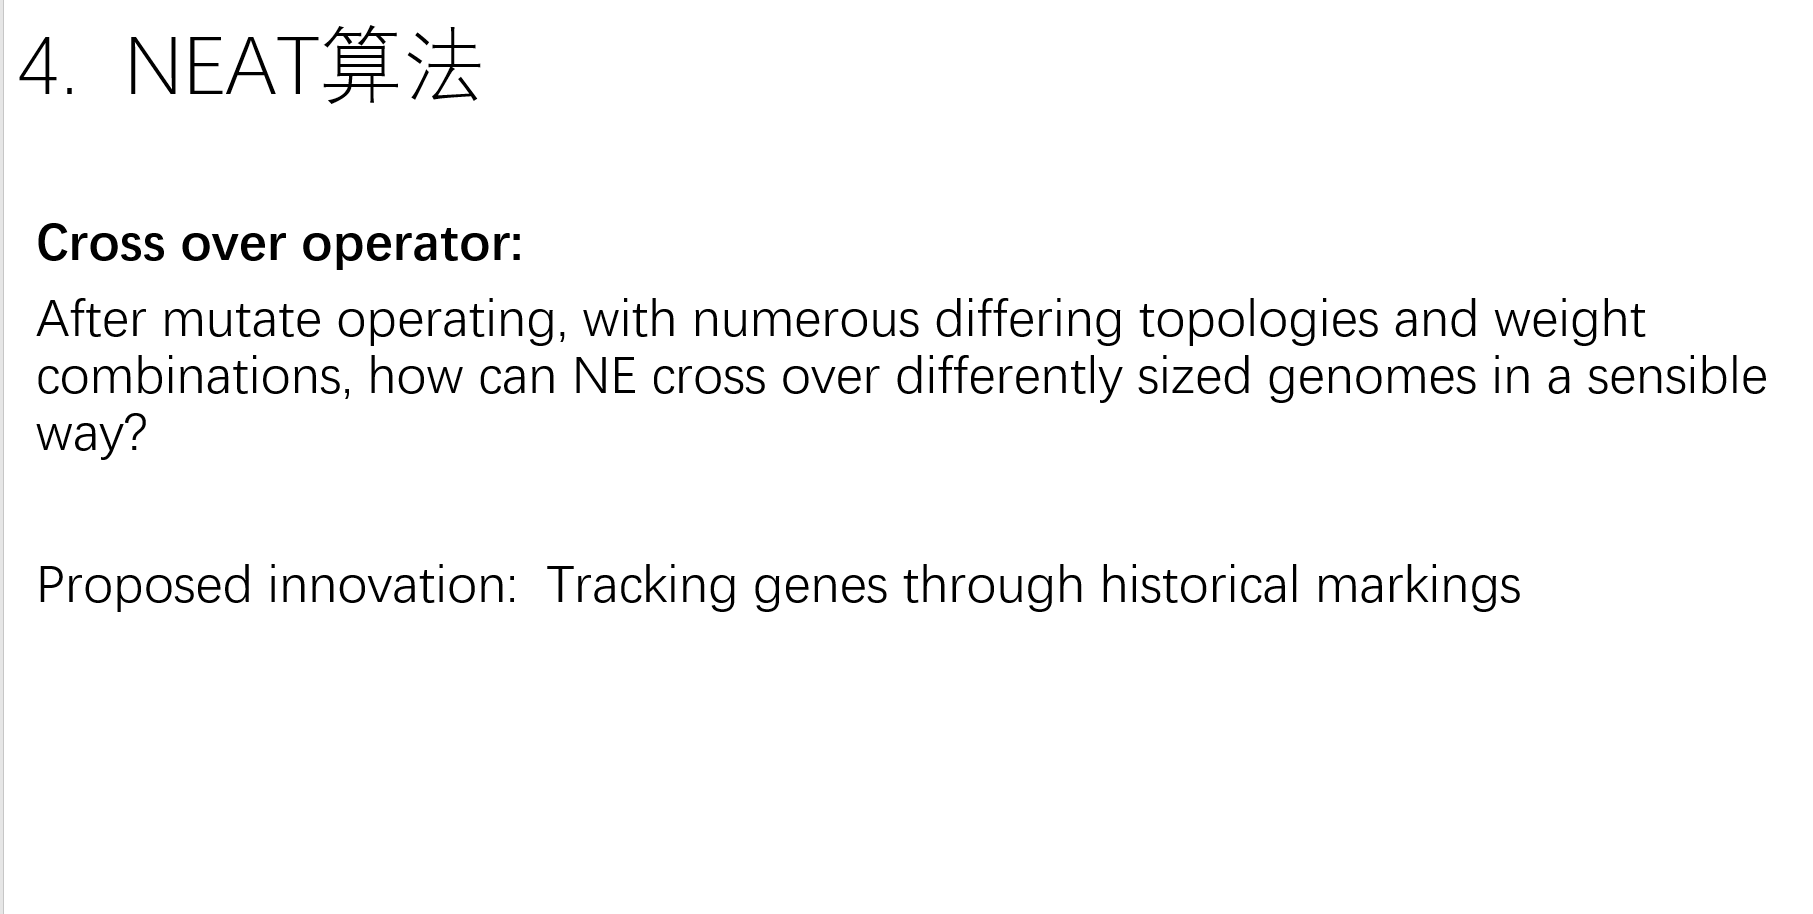 4. NEAT算法
Cross over operator:
After mutate operating, with numerous differing topologies and weight
combinations, how can NE cross over differently sized genomes in a sensible
way?
Proposed innovation: Tracking genes through historical markings